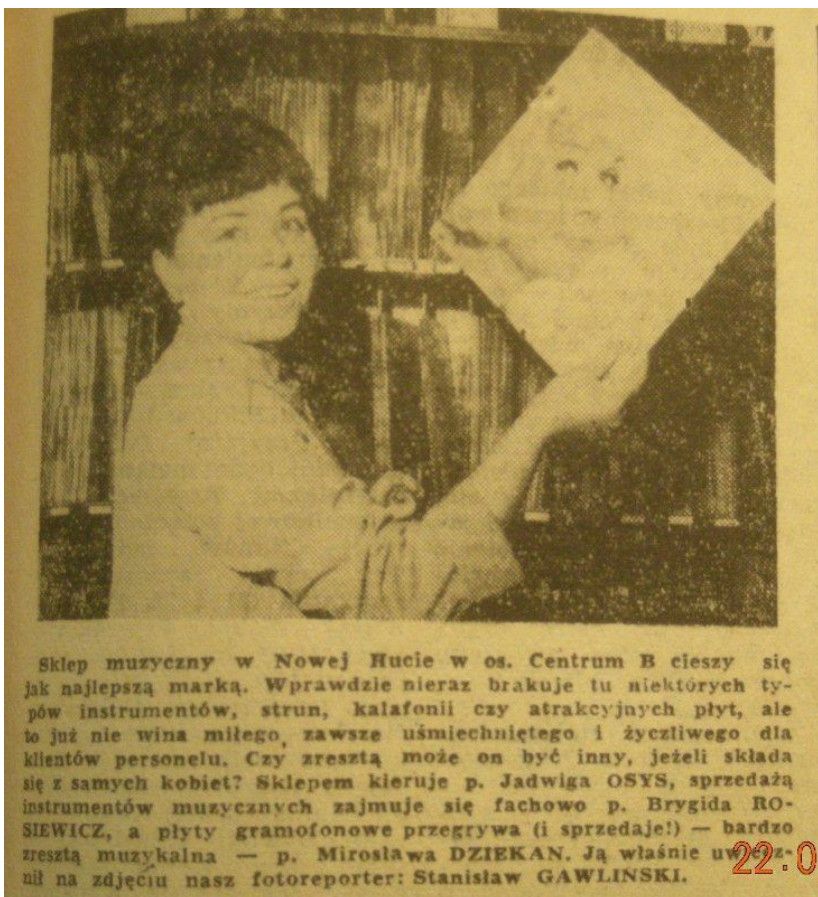 Sklep muzyczny w Nowej Hucie w os. Centrum B cieszy się
jak najlepszą marką. Wprawdzie nieraz brakuje tu niektórych ty-
pów instrumentów, strun, kalafonii czy atrakcyjnych płyt, ale
to już nie wina miłego, zawsze uśmiechniętego i życzliwego dla
klientów personelu. Czy zresztą może on być inny, jeżeli składa
się z samych kobiet? Sklepem kieruje p. Jadwiga OSYS, sprzedażą
instrumentów muzycznych zajmuje się fachowo p. Brygida RO-
SIEWICZ, a płyty gramofonowe przegrywa (i sprzedaje!) — bardzo
zresztą muzykalna — p. Mirosława DZIEKAN. Ją właśnie uwiecz-
nił na zdjęciu nasz fotoreporter: Stanisław GAWLIŃSKI.
22.0